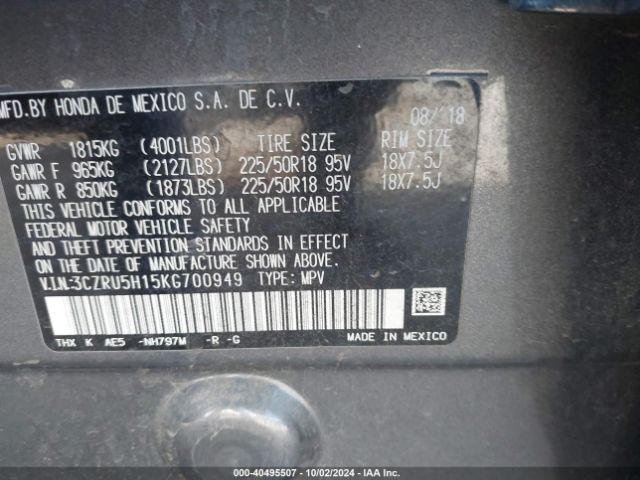 MFD.BY HONDA DE MEXICO S.A. DE C.V. 08/18
GVWR 1815KG (4001LBS) TIRE SIZE RIM SIZE
GAWR F 965KG (2127LBS) 225/50R18 95V 18X7.5J
GAWR R 850KG (1873LBS) 225/50R18 95V 18X7.5J
THIS VEHICLE CONFORMS TO ALL APPLICABLE
FEDERAL MOTOR VEHICLE SAFETY
AND THEFT PREVENTION STANDARDS IN EFFECT
ON THE DATE OF MANUFACTURE SHOWN ABOVE.
V.I.N:3CZRU5H15KG700949 TYPE: MPV
THX K AE5 -NH797M -R -G MADE IN MEXICO
000-40495507 - 10/02/2024 - IAA Inc.